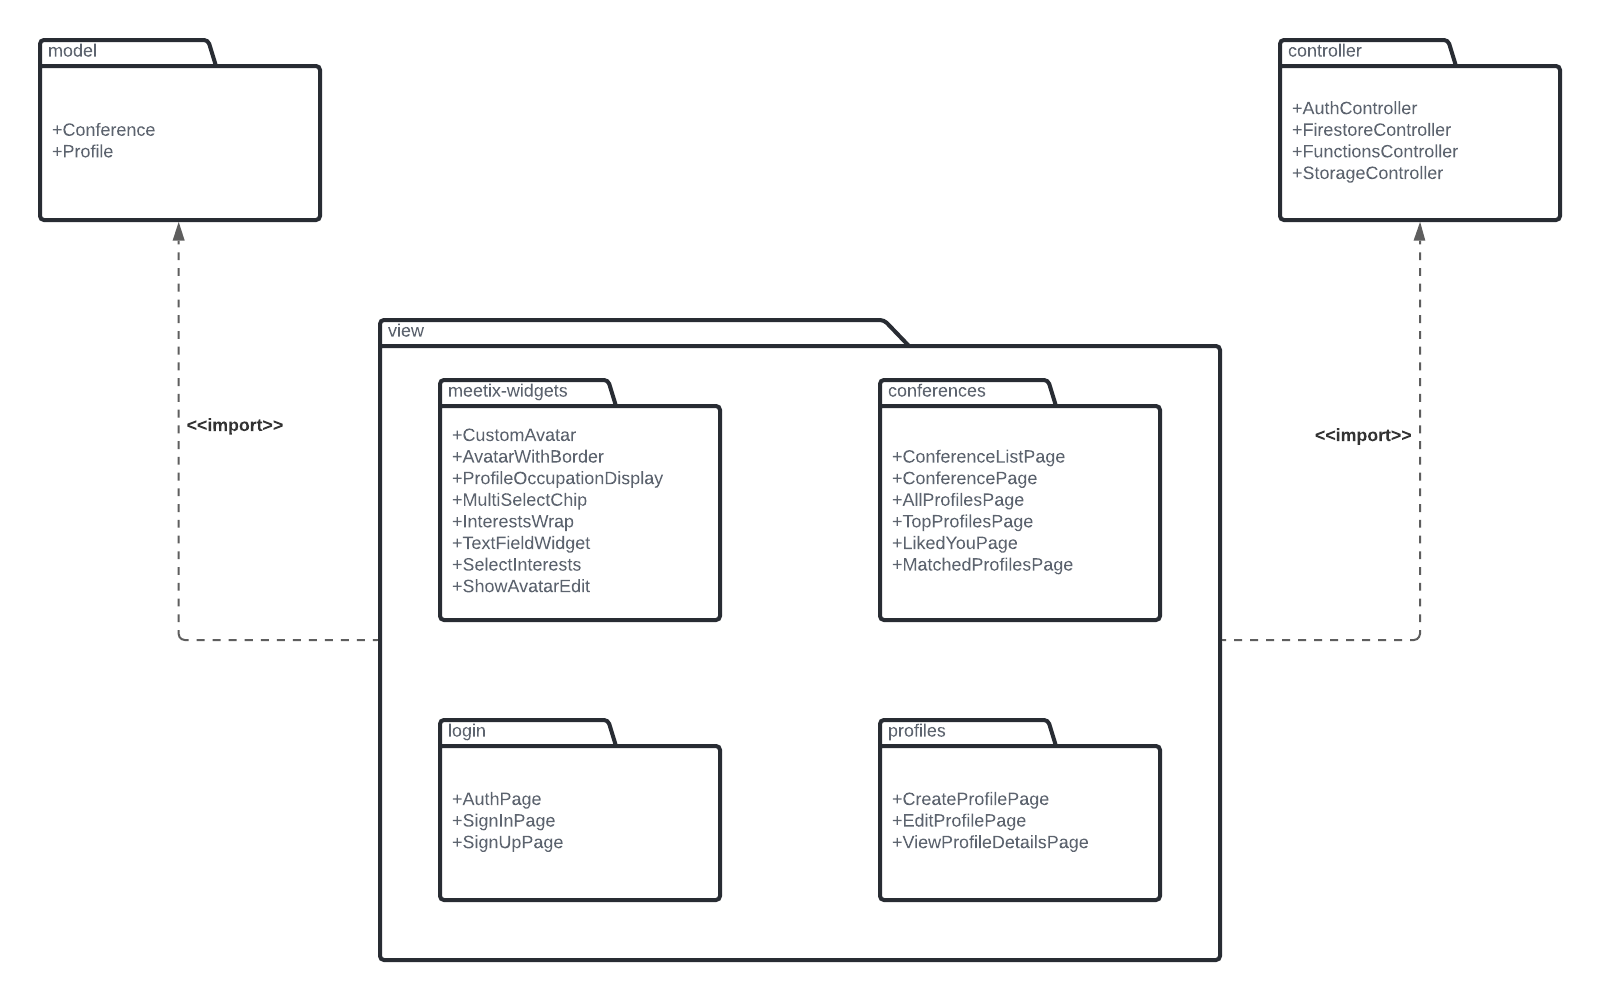 model
+Conference
+Profile
controller
+AuthController
+FirestoreController
+FunctionsController
+StorageController
<<import>>
<<import>>
view
meetix-widgets
+CustomAvatar
+AvatarWithBorder
+ProfileOccupationDisplay
+MultiSelectChip
+InterestsWrap
+TextFieldWidget
+SelectInterests
+ShowAvatarEdit
conferences
+ConferenceListPage
+ConferencePage
+AllProfilesPage
+TopProfilesPage
+LikedYouPage
+MatchedProfilesPage
login
+AuthPage
+SignInPage
+SignUpPage
profiles
+CreateProfilePage
+EditProfilePage
+ViewProfileDetailsPage